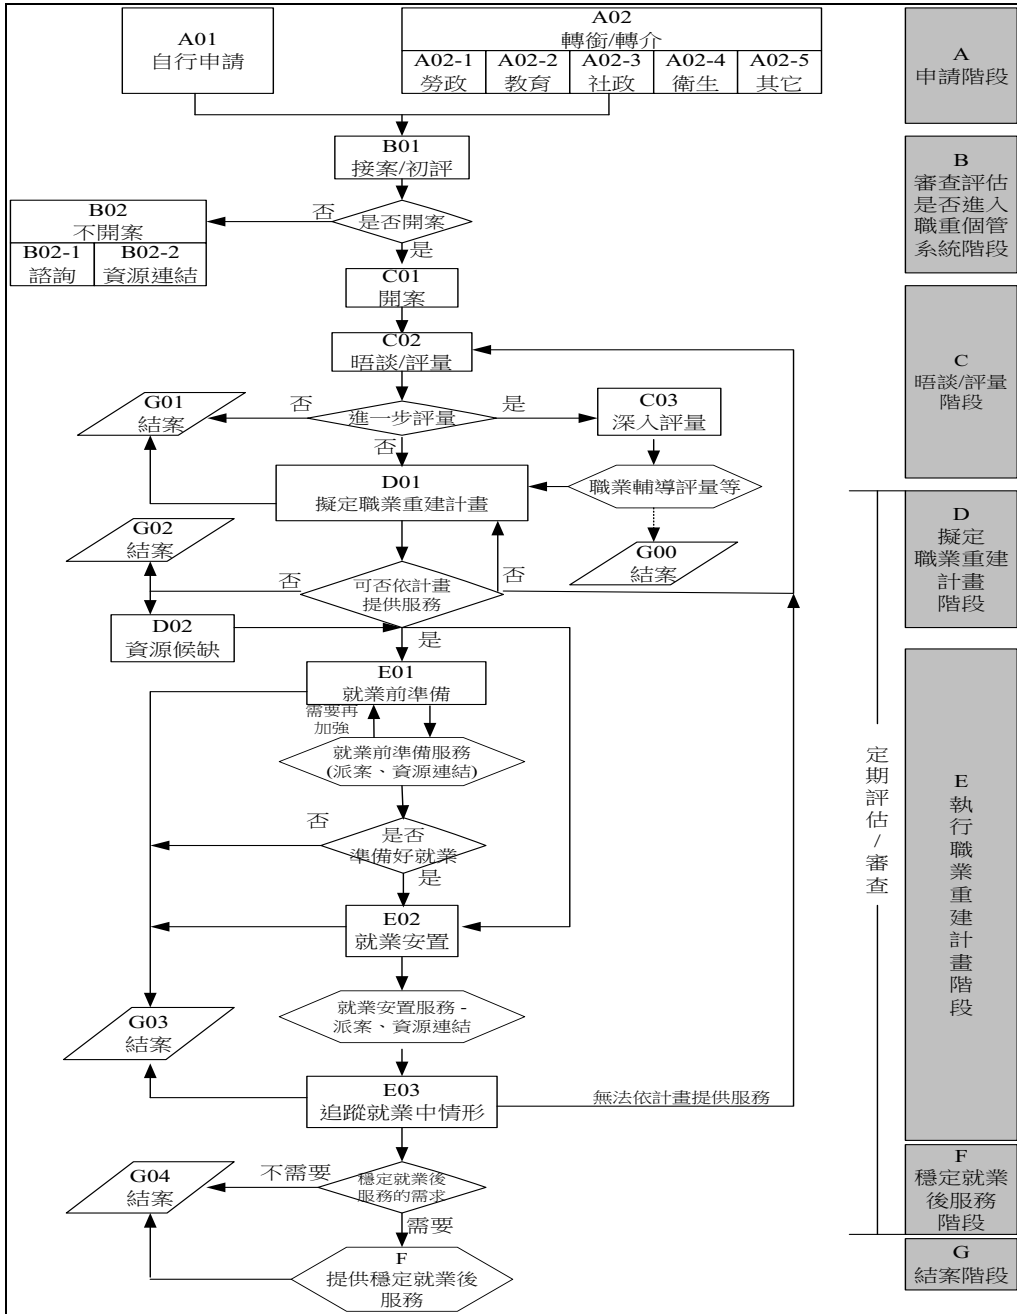 A01
自行申請
A02
轉銜/轉介
A02-1
勞政
A02-2
教育
A02-3
社政
A02-4
衛生
A02-5
其它
A
申請階段
B01
接案/初評
是否開案
否
是
B02
不開案
B02-1
諮詢
B02-2
資源連結
B
審查評估
是否進入
職重個管
系統階段
C01
開案
C02
晤談/評量
進一步評量
否
是
否
G01
結案
C03
深入評量
職業輔導評量等
G00
結案
C
晤談/評量
階段
D01
擬定職業重建計畫
G02
結案
否
可否依計畫
提供服務
否
是
D02
資源候缺
D
擬定
職業重建
計畫
階段
E01
就業前準備
需要再
加強
就業前準備服務
(派案、資源連結)
否
是否
準備好就業
是
E02
就業安置
就業安置服務 -
派案、資源連結
G03
結案
E03
追蹤就業中情形
無法依計畫提供服務
定
期
評
估
/
審
查
E
執
行
職
業
重
建
計
畫
階
段
G04
結案
不需要
穩定就業後
服務的需求
需要
F
提供穩定就業後
服務
F
穩定就業
後服務
階段
G
結案階段